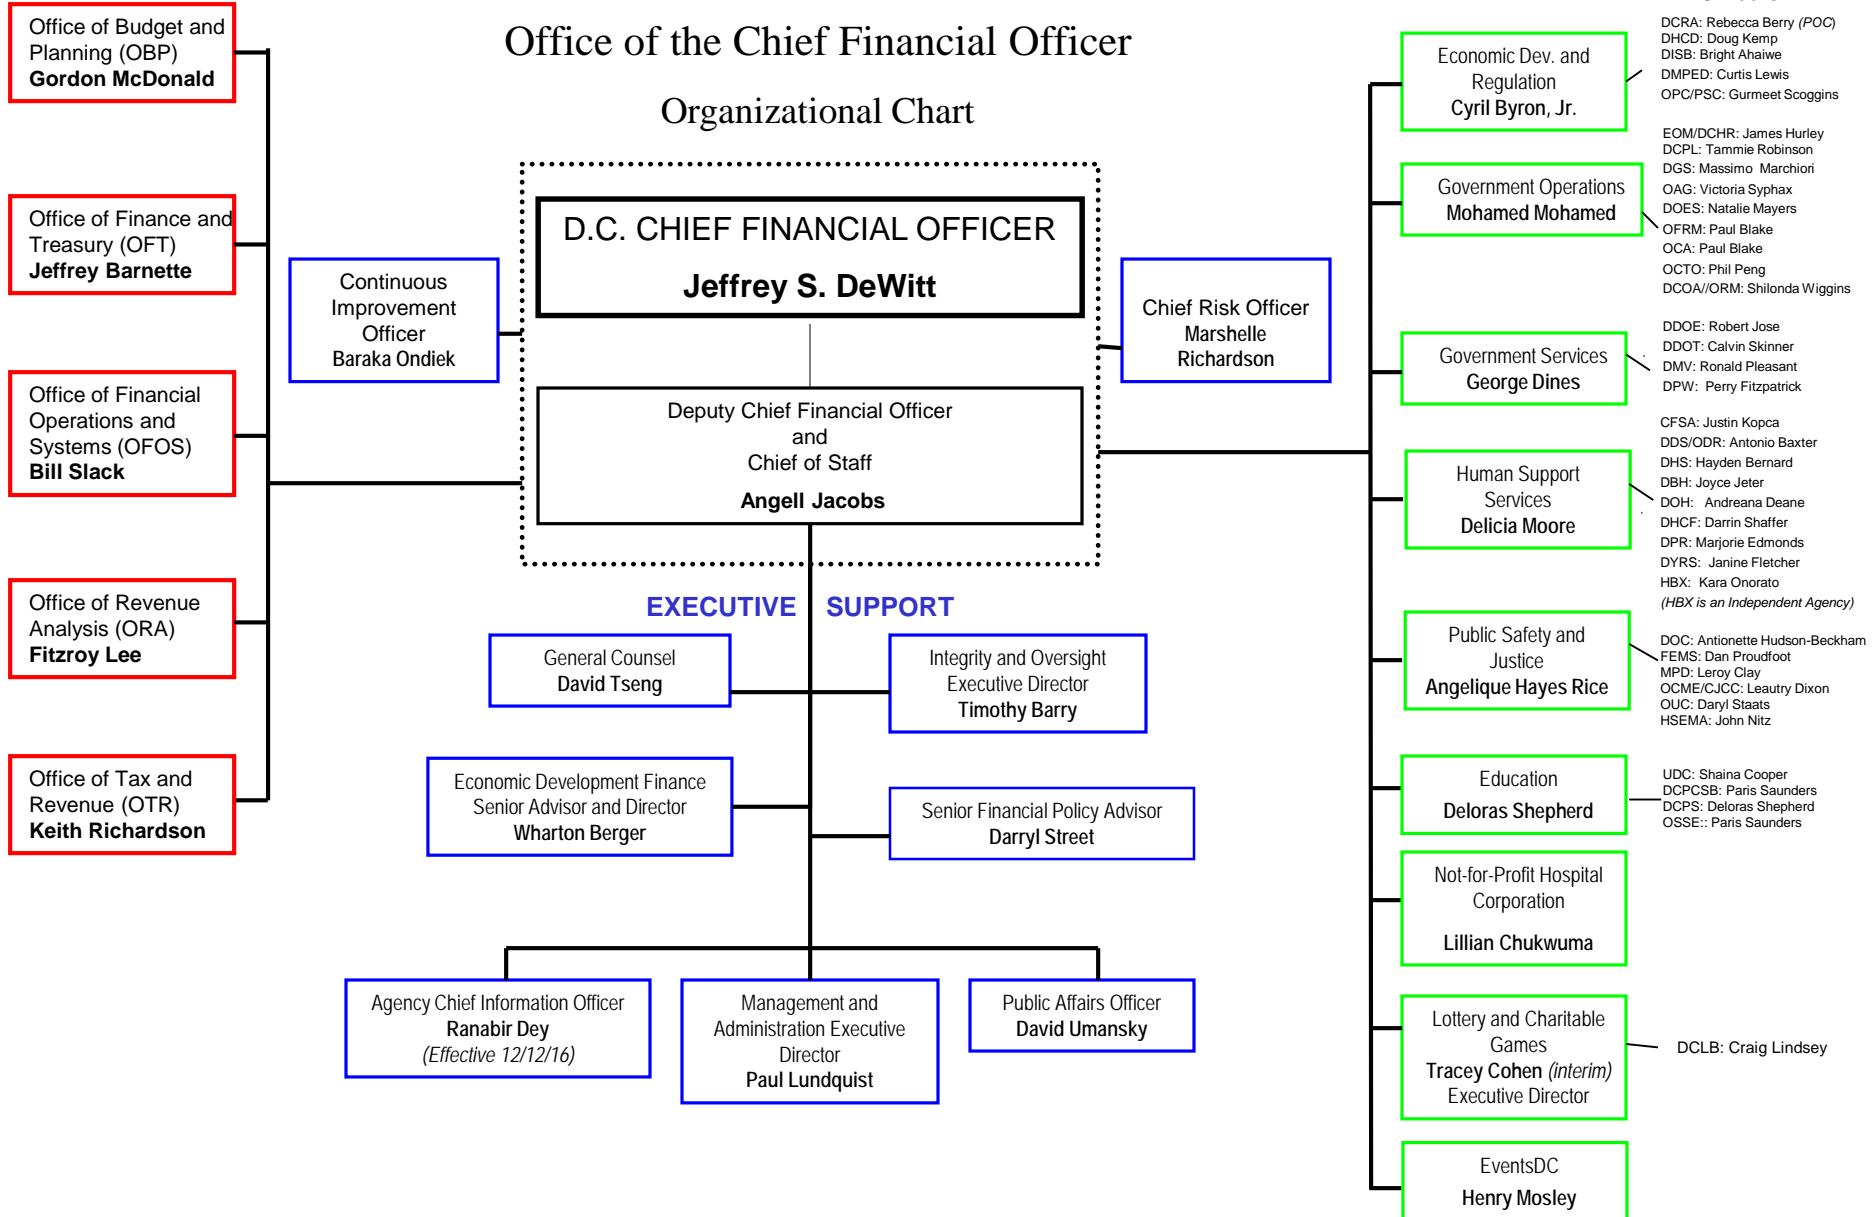 Office of the Chief Financial Officer
Organizational Chart
Office of Budget and
Planning (OBP)
Gordon McDonald
Office of Finance and
Treasury (OFT)
Jeffrey Barnette
Office of Financial
Operations and
Systems (OFOS)
Bill Slack
Office of Revenue
Analysis (ORA)
Fitzroy Lee
Office of Tax and
Revenue (OTR)
Keith Richardson
Continuous
Improvement
Officer
Baraka Ondiek
D.C. CHIEF FINANCIAL OFFICER
Jeffrey S. DeWitt
Deputy Chief Financial Officer
and
Chief of Staff
Angell Jacobs
Chief Risk Officer
Marshelle
Richardson
EXECUTIVE SUPPORT
General Counsel
David Tseng
Integrity and Oversight
Executive Director
Timothy Barry
Economic Development Finance
Senior Advisor and Director
Wharton Berger
Senior Financial Policy Advisor
Darryl Street
Agency Chief Information Officer
Ranabir Dey
(Effective 12/12/16)
Management and
Administration Executive
Director
Paul Lundquist
Public Affairs Officer
David Umansky
Economic Dev. and
Regulation
Cyril Byron, Jr.
DCRA: Rebecca Berry (POC)
DHCD: Doug Kemp
DISB: Bright Ahaiwe
DMPED: Curtis Lewis
OPC/PSC: Gurmeet Scoggins
Government Operations
Mohamed Mohamed
EOM/DCHR: James Hurley
DCPL: Tammie Robinson
DGS: Massimo Marchiori
OAG: Victoria Syphax
DOES: Natalie Mayers
OFRM: Paul Blake
OCA: Paul Blake
OCTO: Phil Peng
DCOA//ORM: Shilonda Wiggins
Government Services
George Dines
DDOE: Robert Jose
DDOT: Calvin Skinner
DMV: Ronald Pleasant
DPW: Perry Fitzpatrick
Human Support
Services
Delicia Moore
CFSA: Justin Kopca
DDS/ODR: Antonio Baxter
DHS: Hayden Bernard
DBH: Joyce Jeter
DOH: Andreana Deane
DHCF: Darrin Shaffer
DPR: Marjorie Edmonds
DYRS: Janine Fletcher
HBX: Kara Onorato
(HBX is an Independent Agency)
Public Safety and
Justice
Angelique Hayes Rice
DOC: Antionette Hudson-Beckham
FEMS: Dan Proudfoot
MPD: Leroy Clay
OCME/CJCC: Leautry Dixon
OUC: Daryl Staats
HSEMA: John Nitz
Education
Deloras Shepherd
UDC: Shaina Cooper
DCPCSB: Paris Saunders
DCPS: Deloras Shepherd
OSSE:: Paris Saunders
Not-for-Profit Hospital
Corporation
Lillian Chukwuma
Lottery and Charitable
Games
Tracey Cohen (interim)
Executive Director
DCLB: Craig Lindsey
EventsDC
Henry Mosley